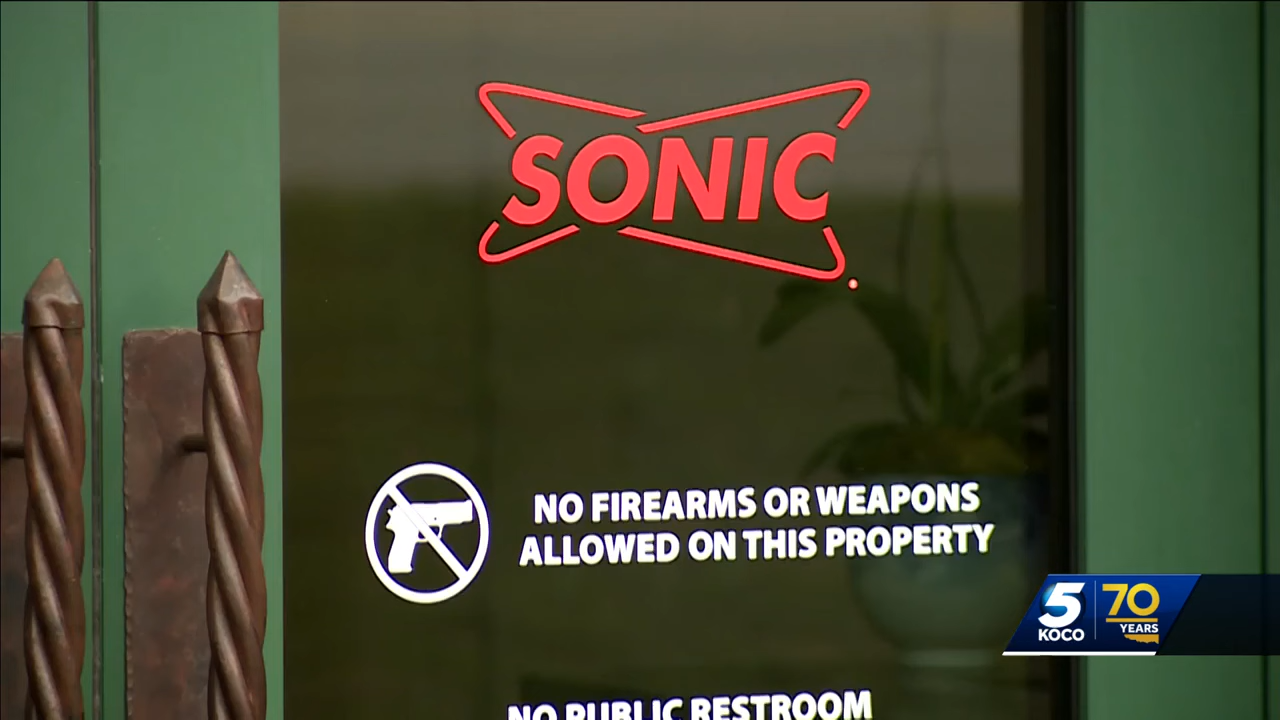 SONIC
NO FIREARMS OR WEAPONS
ALLOWED ON THIS PROPERTY
NO PUBLIC RESTROOM
5
KOCO
70
YEARS